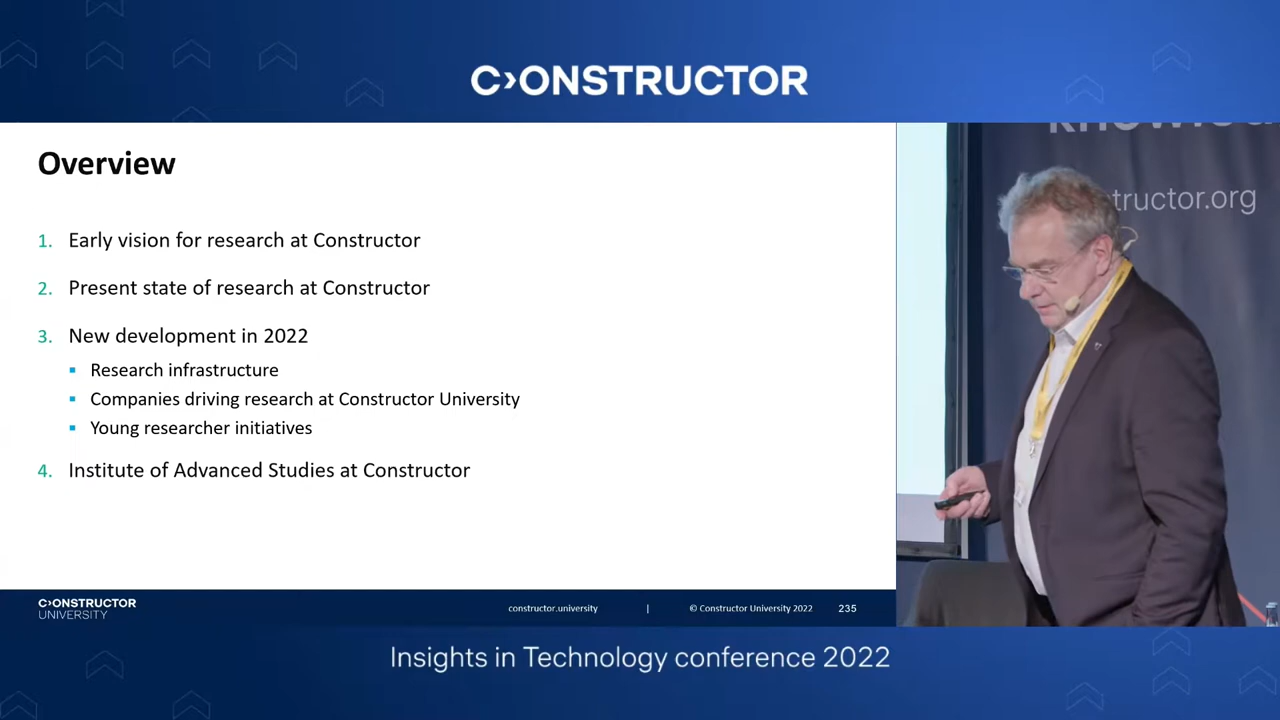 C›ONSTRUCTOR
Overview
1. Early vision for research at Constructor
2. Present state of research at Constructor
3. New development in 2022
▪ Research infrastructure
▪ Companies driving research at Constructor University
▪ Young researcher initiatives
4. Institute of Advanced Studies at Constructor
tructor.org
C›ONSTRUCTOR
UNIVERSITY
constructor.university | © Constructor University 2022 235
Insights in Technology conference 2022